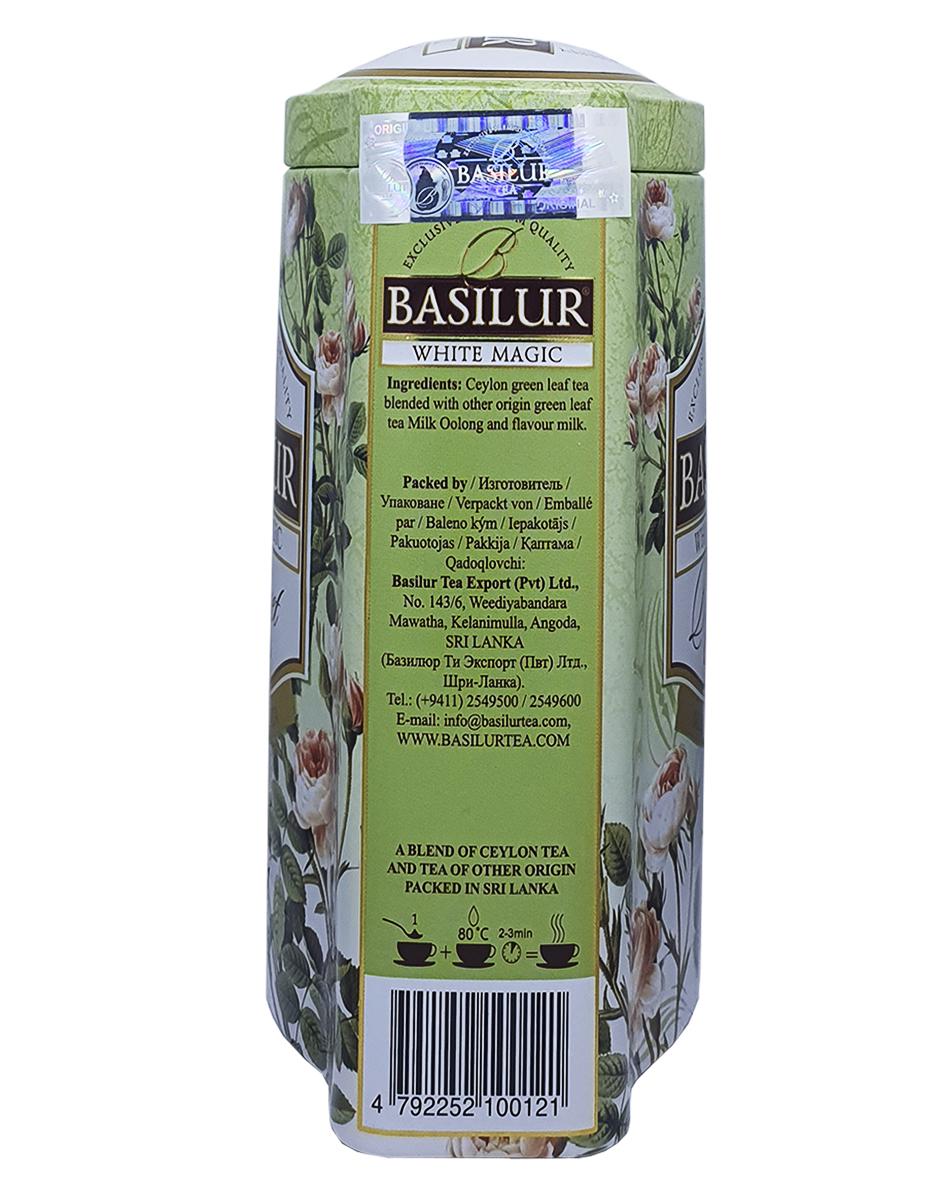 ORIGINAL
BASILUR
TEA
EXCLUSIVE QUALITY
B
BASILUR
WHITE MAGIC
Ingredients: Ceylon green leaf tea
blended with other origin green leaf
tea Milk Oolong and flavour milk.
Packed by / Изготовитель /
Упаковане / Verpackt von / Emballé
par / Baleno kým / Iepakotājs /
Pakuotojas / Pakkija / Қаптама /
Qadoqlovchi:
Basilur Tea Export (Pvt) Ltd.,
No. 143/6, Weediyabandara
Mawatha, Kelanimulla, Angoda,
SRI LANKA
(Базилюр Ти Экспорт (Пвт) Лтд.,
Шри-Ланка).
Tel.: (+9411) 2549500 / 2549600
E-mail: info@basilurtea.com,
WWW.BASILURTEA.COM
A BLEND OF CEYLON TEA
AND TEA OF OTHER ORIGIN
PACKED IN SRI LANKA
1
80°C 2-3min
+ =
4 792252 100121